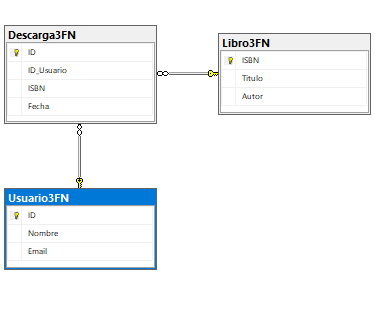 Descarga3FN
ID
ID_Usuario
ISBN
Fecha
Libro3FN
ISBN
Titulo
Autor
Usuario3FN
ID
Nombre
Email